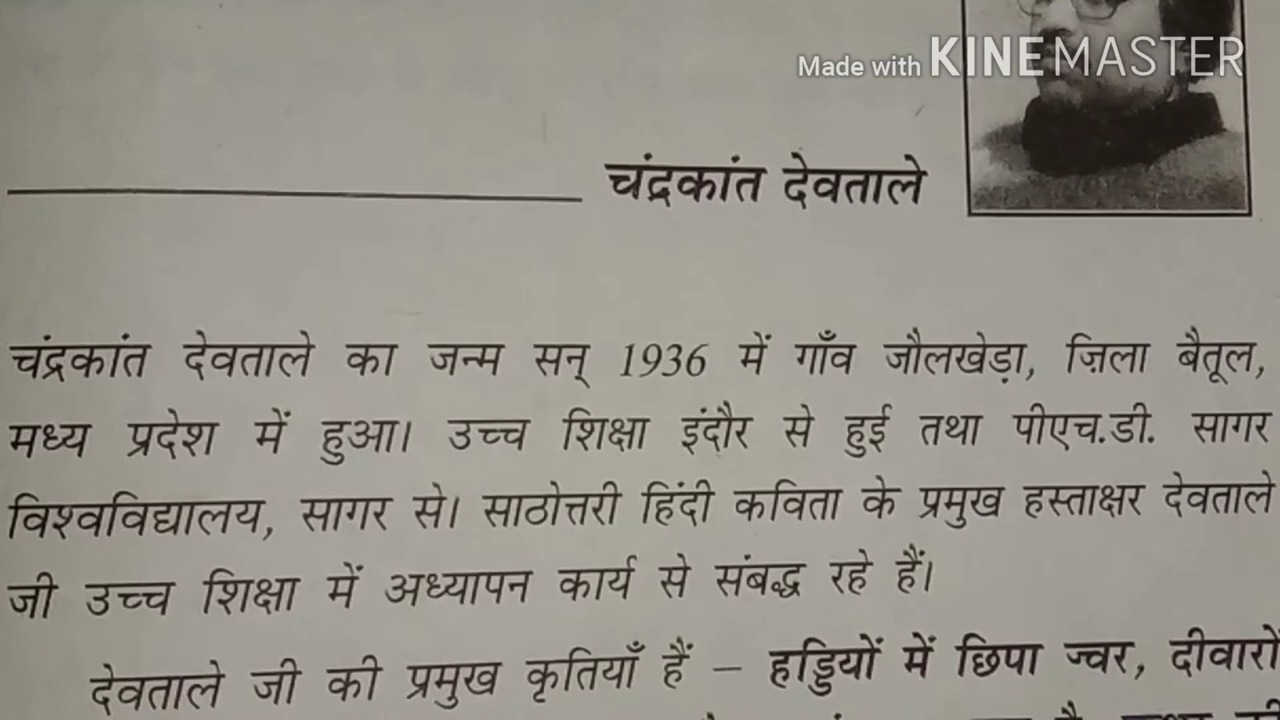 Made with KINEMASTER
चंद्रकांत देवताले
चंद्रकांत देवताले का जन्म सन् 1936 में गाँव जौलखेड़ा, ज़िला बैतूल,
मध्य प्रदेश में हुआ। उच्च शिक्षा इंदौर से हुई तथा पीएच.डी. सागर
विश्वविद्यालय, सागर से। साठोत्तरी हिंदी कविता के प्रमुख हस्ताक्षर देवताले
जी उच्च शिक्षा में अध्यापन कार्य से संबद्ध रहे हैं।
देवताले जी की प्रमुख कृतियाँ हैं – हड्डियों में छिपा ज्वर, दीवारों